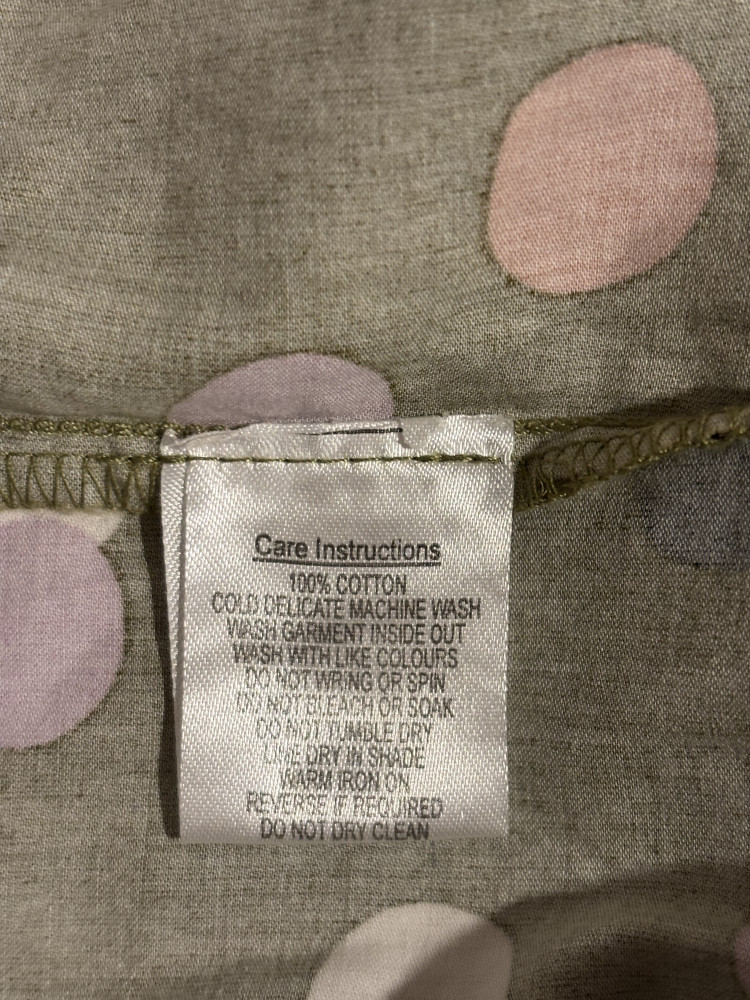 Care Instructions
100% COTTON
COLD DELICATE MACHINE WASH
WASH GARMENT INSIDE OUT
WASH WITH LIKE COLOURS
DO NOT WRING OR SPIN
DO NOT BLEACH OR SOAK
DO NOT TUMBLE DRY
LINE DRY IN SHADE
WARM IRON ON
REVERSE IF REQUIRED
DO NOT DRY CLEAN